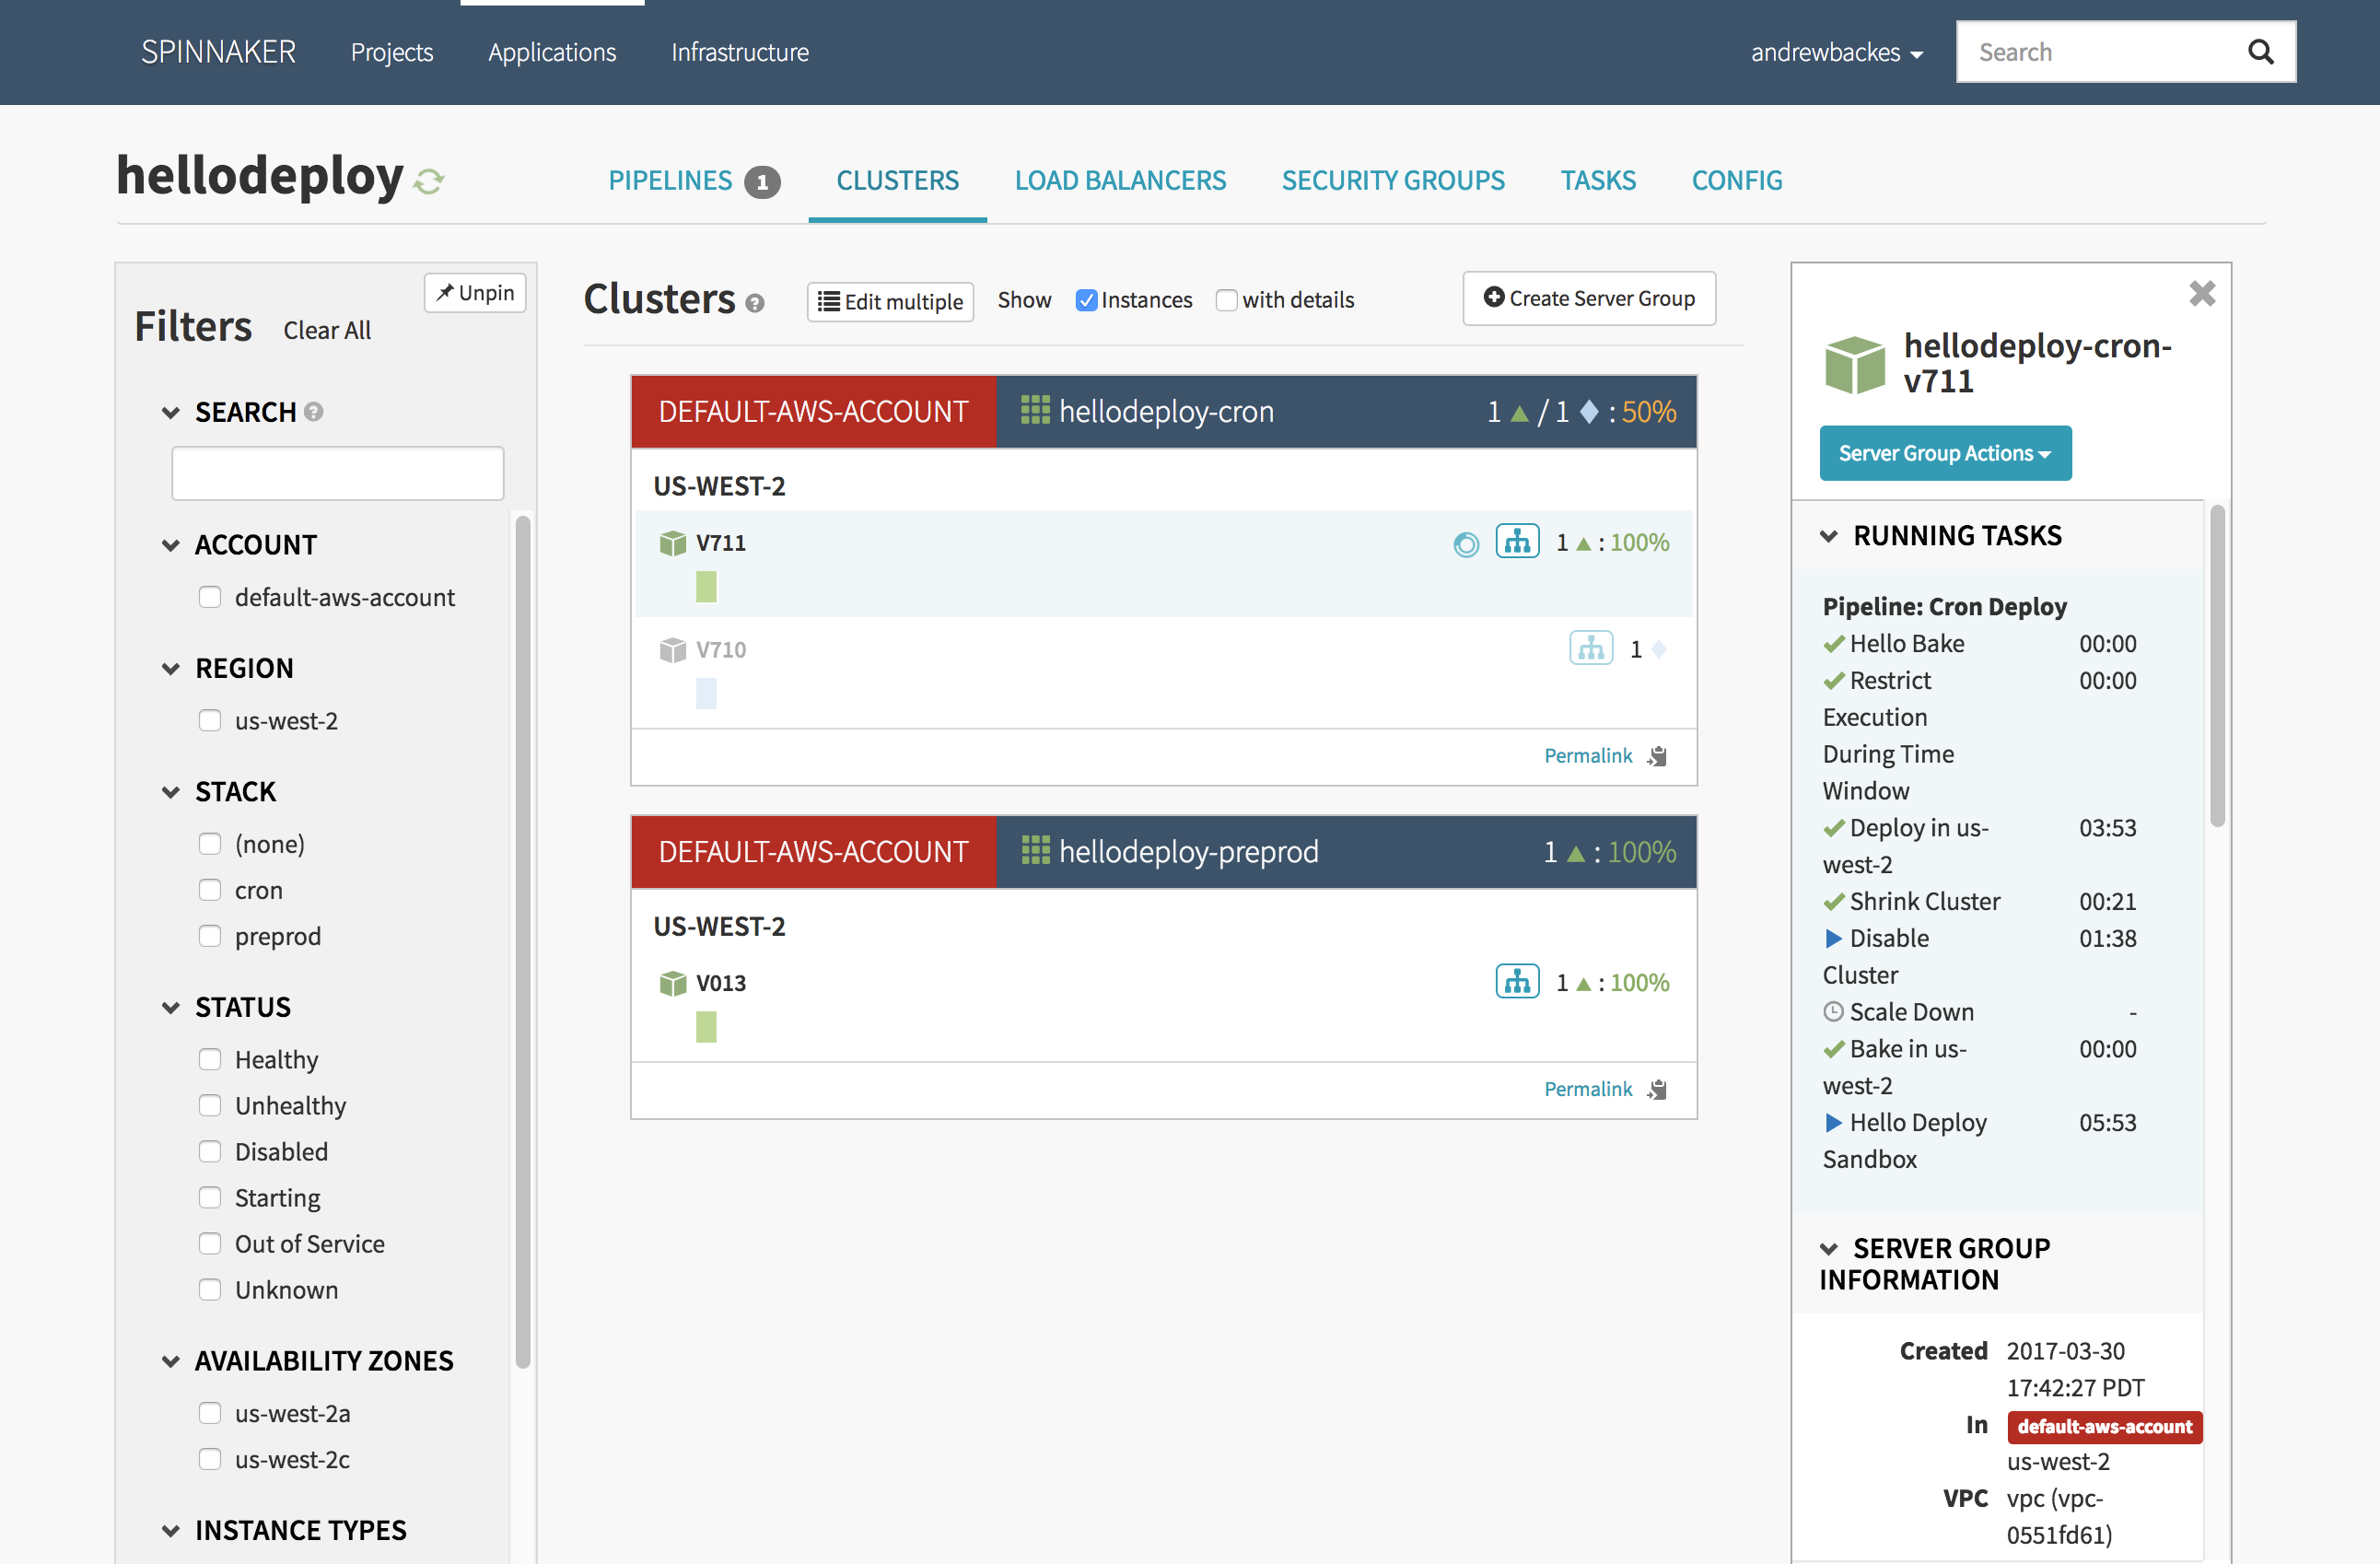 SPINNAKER Projects Applications Infrastructure andrewbackes Search
hellodeploy PIPELINES 1 CLUSTERS LOAD BALANCERS SECURITY GROUPS TASKS CONFIG
Unpin
Filters Clear All
SEARCH ?
ACCOUNT
default-aws-account
REGION
us-west-2
STACK
(none)
cron
preprod
STATUS
Healthy
Unhealthy
Disabled
Starting
Out of Service
Unknown
AVAILABILITY ZONES
us-west-2a
us-west-2c
INSTANCE TYPES
Clusters ? Edit multiple Show Instances with details Create Server Group
DEFAULT-AWS-ACCOUNT hellodeploy-cron 1 ▲ / 1 ◆ : 50%
US-WEST-2
V711 1 ▲ : 100%
V710 1 ◆
Permalink
DEFAULT-AWS-ACCOUNT hellodeploy-preprod 1 ▲ : 100%
US-WEST-2
V013 1 ▲ : 100%
Permalink
hellodeploy-cron-
v711
Server Group Actions
RUNNING TASKS
Pipeline: Cron Deploy
Hello Bake 00:00
Restrict 00:00
Execution
During Time
Window
Deploy in us- 03:53
west-2
Shrink Cluster 00:21
Disable 01:38
Cluster
Scale Down -
Bake in us- 00:00
west-2
Hello Deploy 05:53
Sandbox
SERVER GROUP
INFORMATION
Created 2017-03-30
17:42:27 PDT
In default-aws-account
us-west-2
VPC vpc (vpc-
0551fd61)